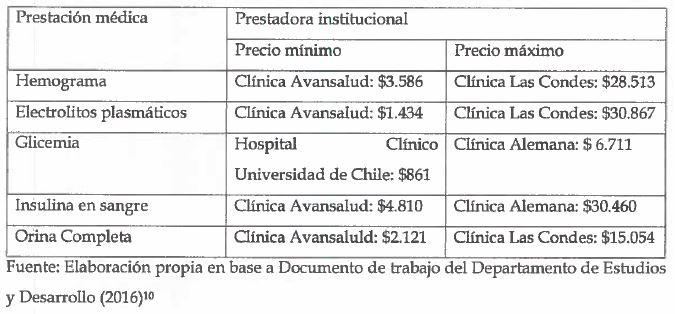 Prestación médica Prestadora institucional
Precio mínimo Precio máximo
Hemograma Clínica Avansalud: $3.586 Clínica Las Condes: $28.513
Electrolitos plasmáticos Clínica Avansalud: $1.434 Clínica Las Condes: $30.867
Glicemia Hospital Clínico Clínica Alemana: $ 6.711
Universidad de Chile: $861
Insulina en sangre Clínica Avansalud: $4.810 Clínica Alemana: $30.460
Orina Completa Clínica Avansaluld: $2.121 Clínica Las Condes: $15.054
Fuente: Elaboración propia en base a Documento de trabajo del Departamento de Estudios
y Desarrollo (2016)¹⁰